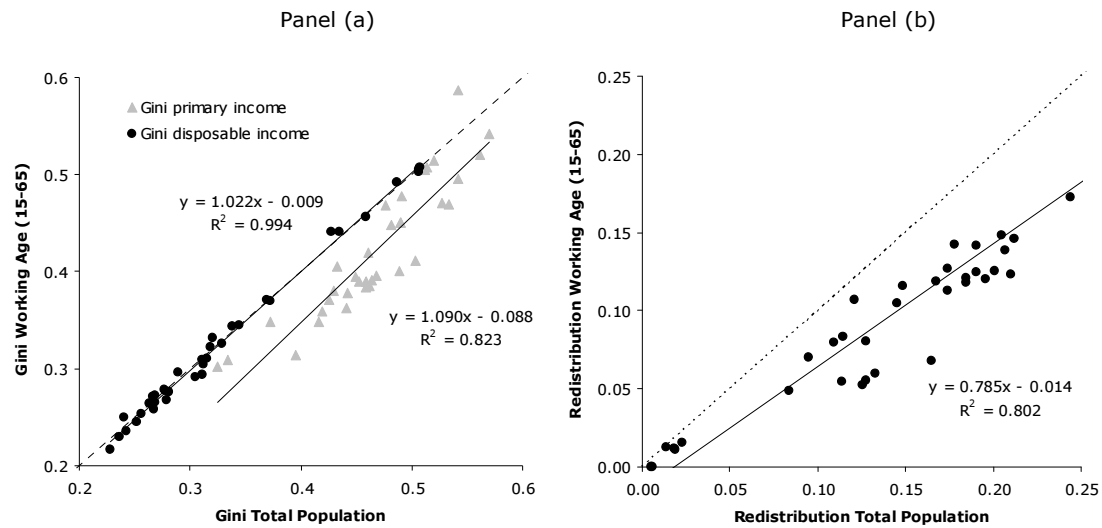 Panel (a)
Panel (b)
Gini Working Age (15-65)
0.6
0.5
0.4
0.3
0.2
Gini primary income
Gini disposable income
y = 1.022x - 0.009
R² = 0.994
y = 1.090x - 0.088
R² = 0.823
0.2 0.3 0.4 0.5 0.6
Gini Total Population
Redistribution Working Age (15-65)
0.25
0.20
0.15
0.10
0.05
0.00
y = 0.785x - 0.014
R² = 0.802
0.00 0.05 0.10 0.15 0.20 0.25
Redistribution Total Population